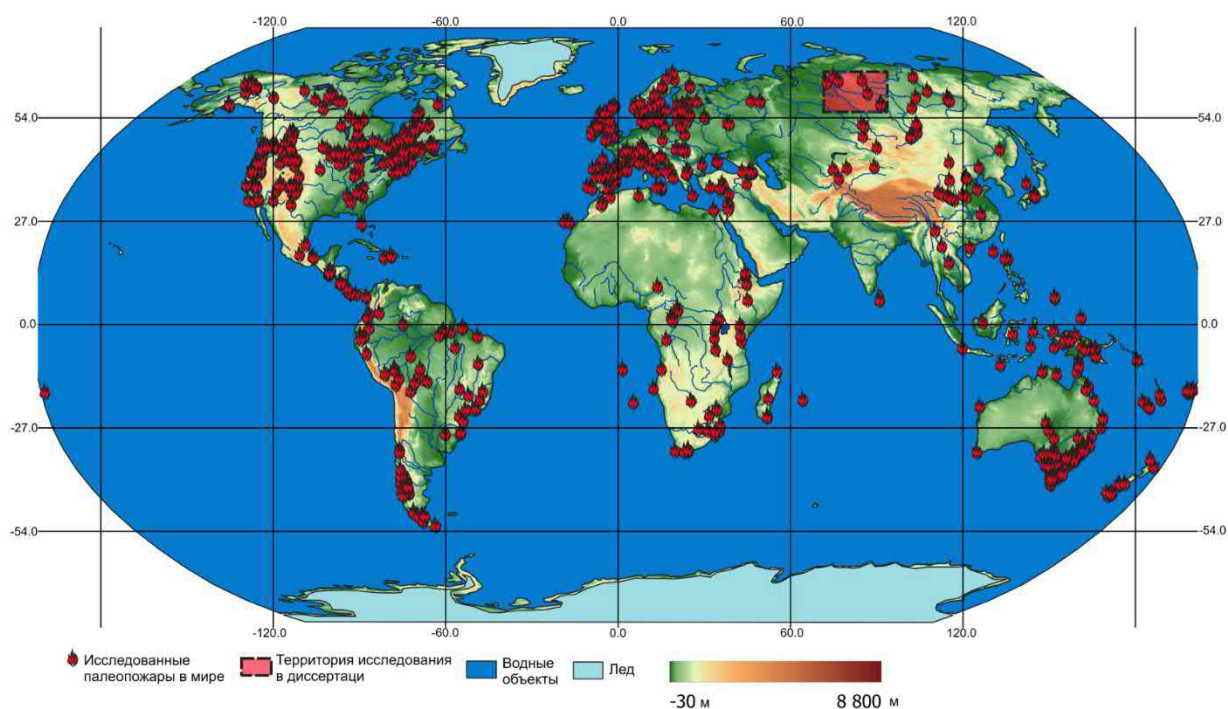 -120.0 -60.0 0.0 60.0 120.0
54.0 54.0
27.0 27.0
0.0 0.0
-27.0 -27.0
-54.0 -54.0
-120.0 -60.0 0.0 60.0 120.0
Исследованные
палеопожары в мире
Территория исследования
в диссертаци
Водные
объекты
Лед
-30 м 8 800 м